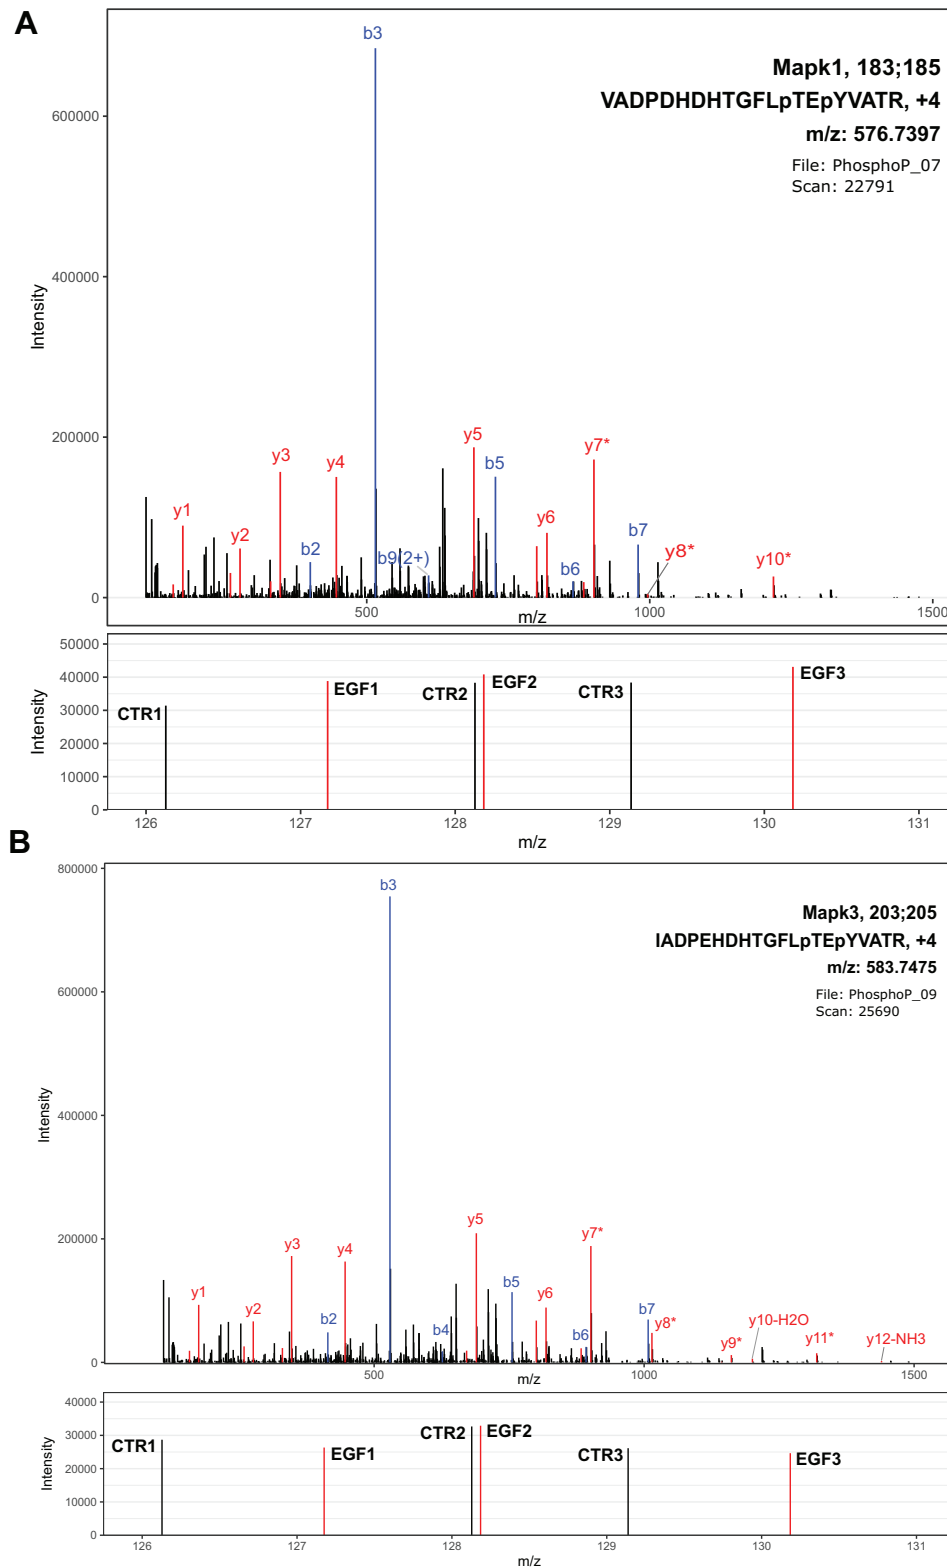 A
Mapk1, 183;185
VADPDHDHTGFLpTEpYVATR, +4
m/z: 576.7397
File: PhosphoP_07
Scan: 22791
b3
600000
400000
Intensity
200000
y5
y7*
y3
y4
b5
y1
y6
y2
b2
b9(2+)
b6
b7
y8*
y10*
0
500
1000
1500
m/z
50000
40000
30000
20000
10000
0
Intensity
CTR1
EGF1
CTR2
EGF2
CTR3
EGF3
126
127
128
129
130
131
m/z
B
800000
b3
Mapk3, 203;205
IADPEHDHTGFLpTEpYVATR, +4
m/z: 583.7475
File: PhosphoP_09
Scan: 25690
600000
400000
Intensity
200000
y5
y7*
y3
y4
y1
y2
b2
b4
b5
y6
b6
b7
y8*
y9*
y10-H2O
y11*
y12-NH3
0
500
1000
1500
m/z
40000
30000
20000
10000
0
Intensity
CTR1
EGF1
CTR2
EGF2
CTR3
EGF3
126
127
128
129
130
131
m/z